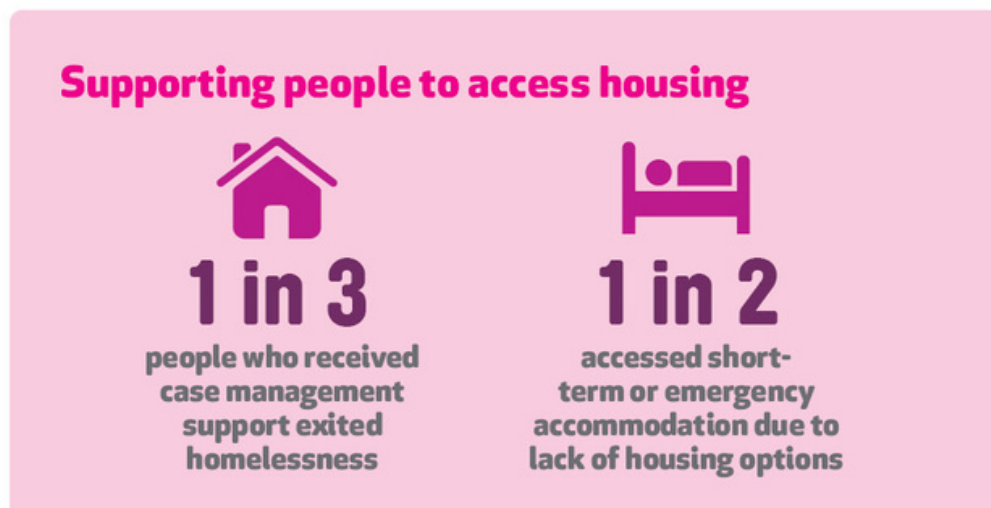 Supporting people to access housing
1 in 3
people who received
case management
support exited
homelessness
1 in 2
accessed short-
term or emergency
accommodation due to
lack of housing options